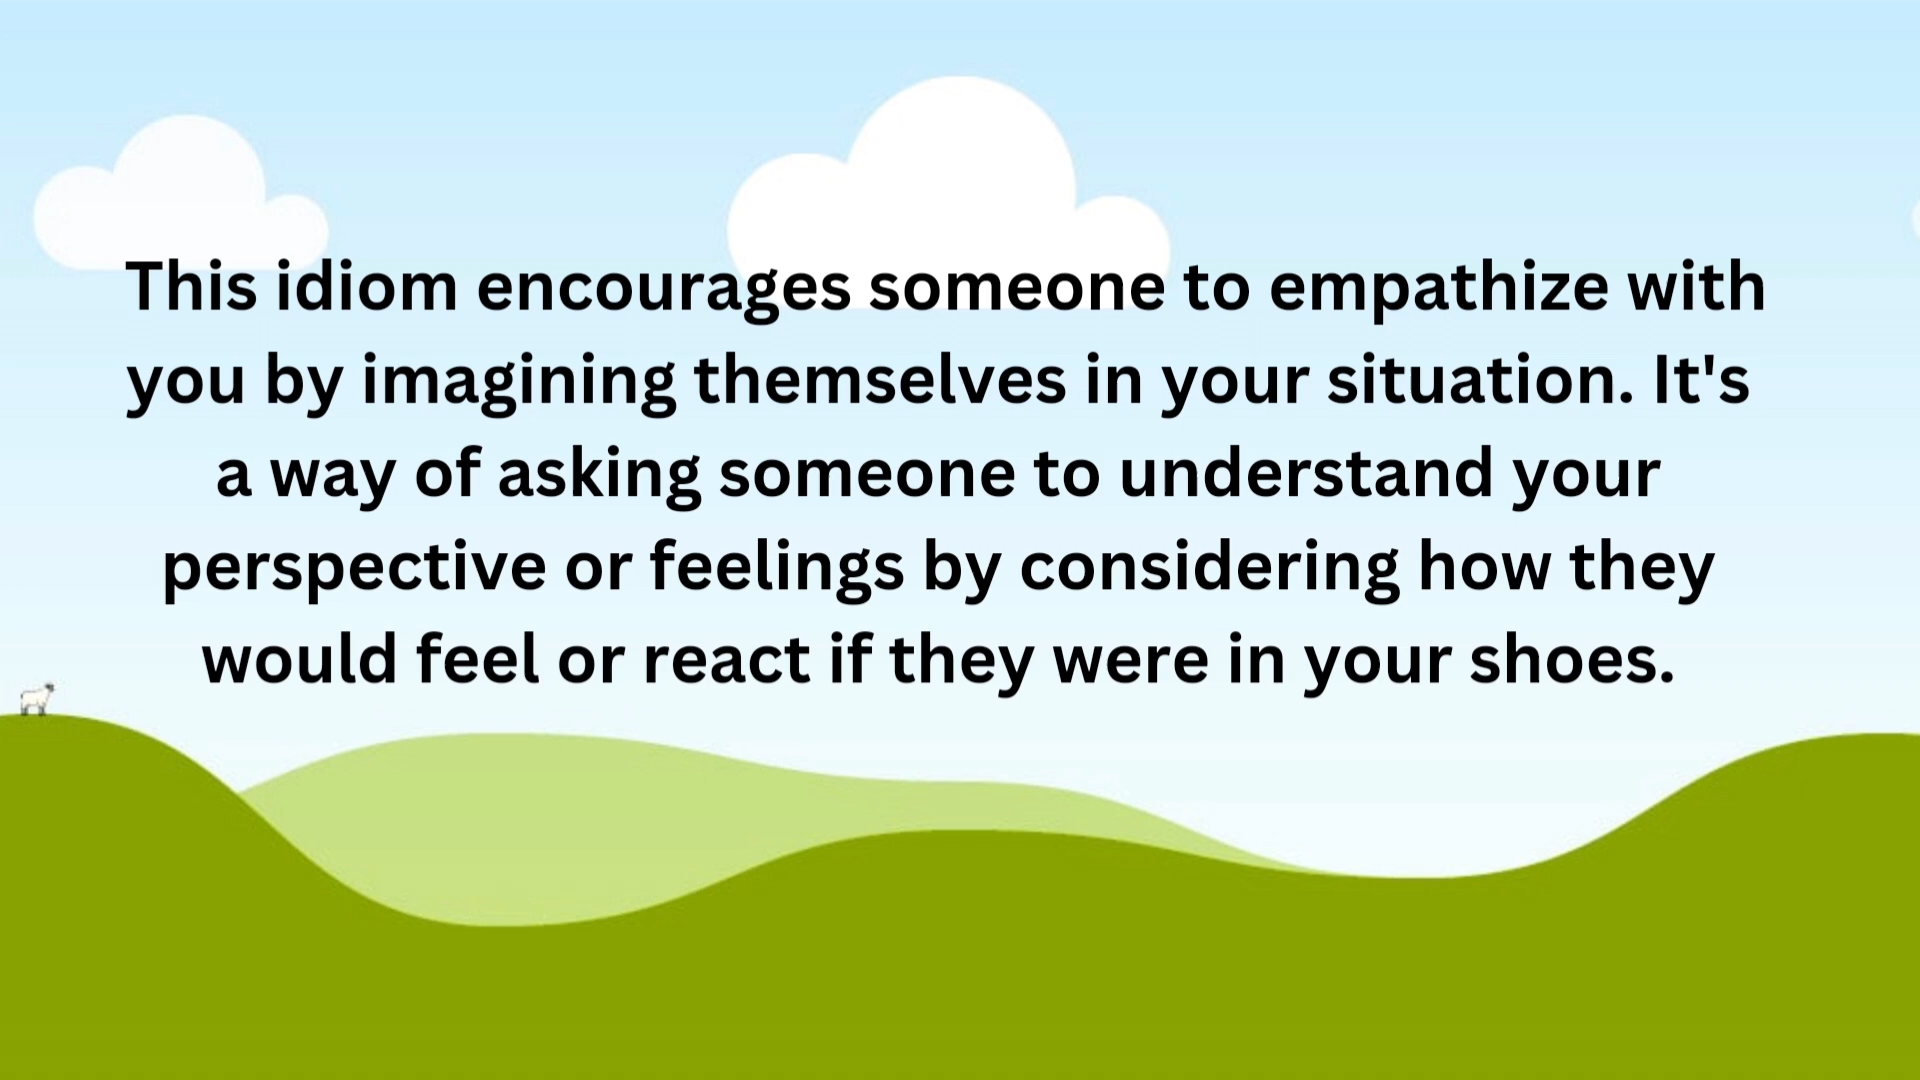 This idiom encourages someone to empathize with
you by imagining themselves in your situation. It's
a way of asking someone to understand your
perspective or feelings by considering how they
would feel or react if they were in your shoes.